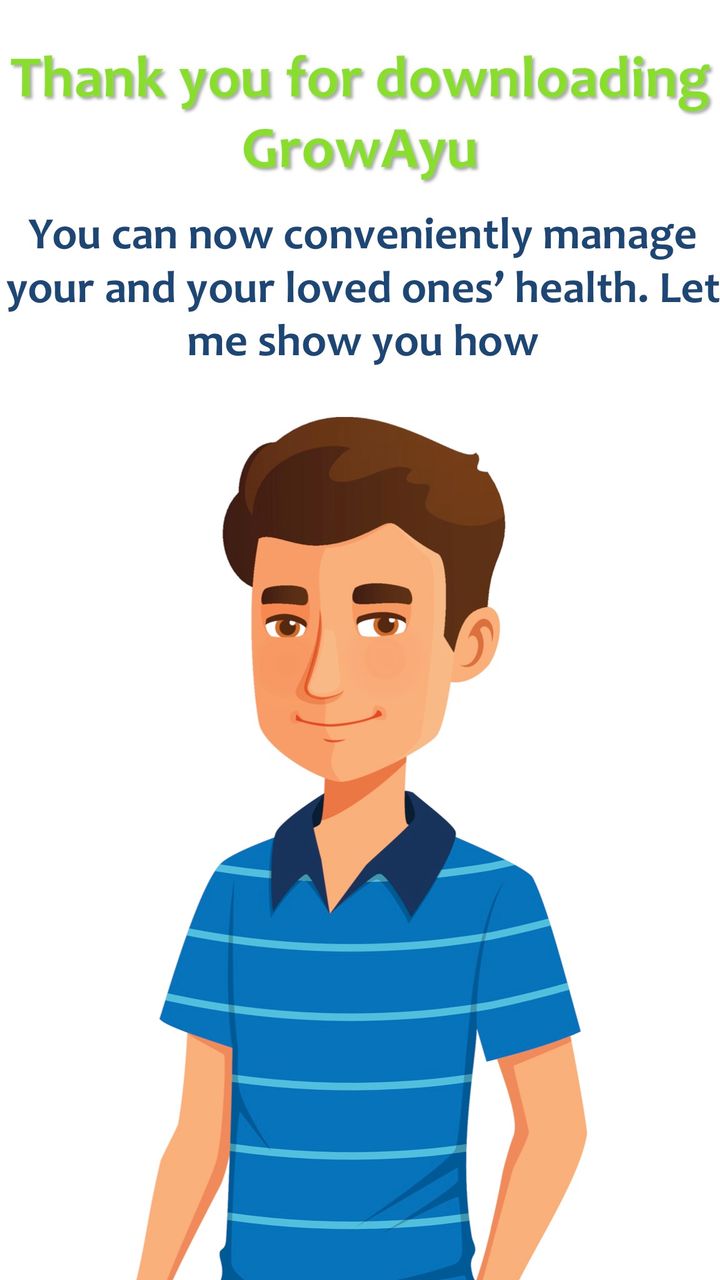 Thank you for downloading
GrowAyu
You can now conveniently manage
your and your loved ones’ health. Let
me show you how